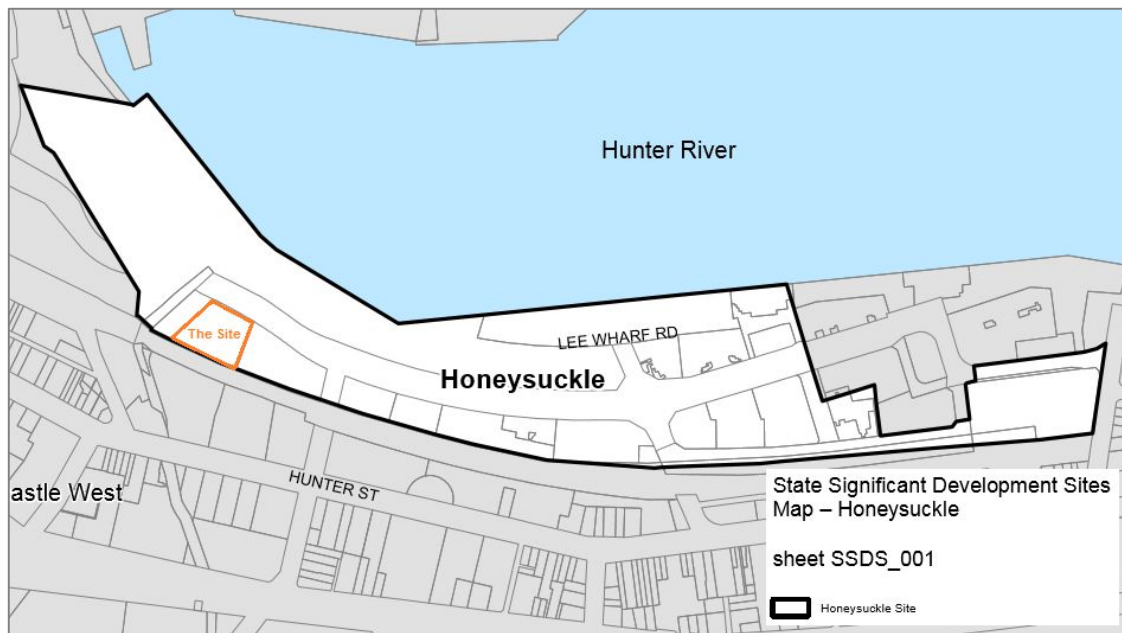 Hunter River
The Site
LEE WHARF RD
Honeysuckle
HUNTER ST
astle West
State Significant Development Sites
Map – Honeysuckle
sheet SSDS_001
Honeysuckle Site